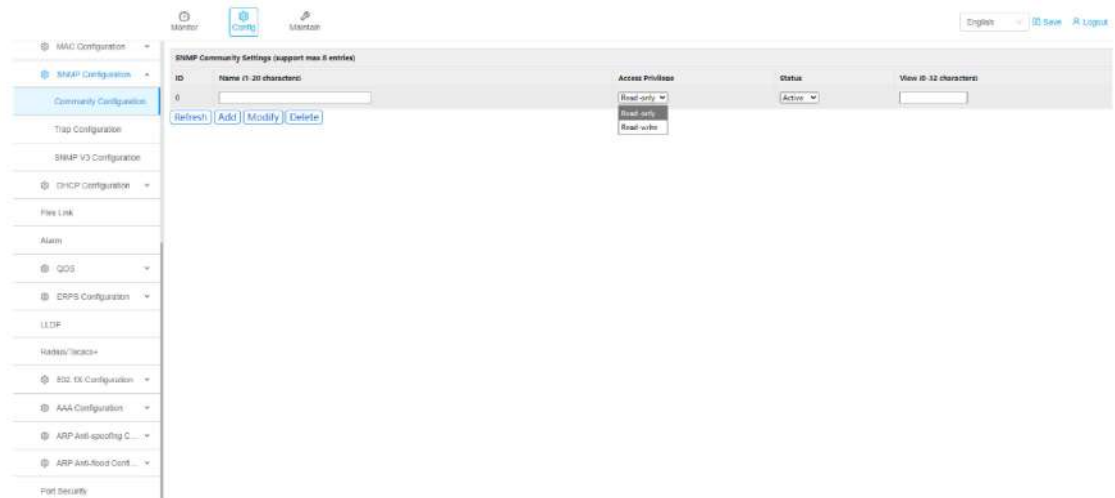 Monitor
Config
Maintain
English
Save
Logout
MAC Configuration
SNMP Configuration
Community Configuration
Trap Configuration
SNMP V3 Configuration
DHCP Configuration
Flex Link
Alarm
QOS
ERPS Configuration
LLDP
Radius/Tacacs+
802.1X Configuration
AAA Configuration
ARP Anti-spoofing C...
ARP Anti-flood Confi...
Port Security
SNMP Community Settings (support max 8 entries)
ID Name (1-20 characters) Access Privilege Status View (0-32 characters)
0 Read-only Active
Read-only
Read-write
Refresh Add Modify Delete